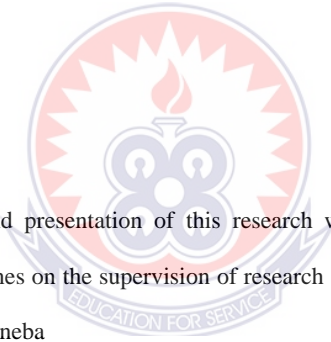 d presentation of this research w
nes on the supervision of research
EDUCATION FOR SERVICE
neba